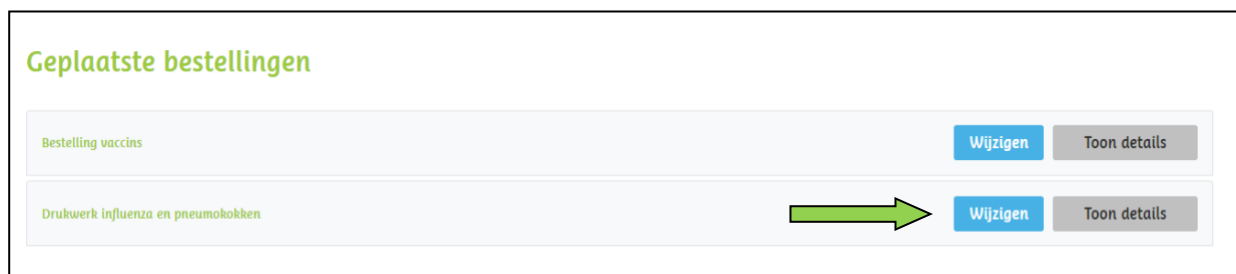 Geplaatste bestellingen
Bestelling vaccins Wijzigen Toon details
Drukwerk influenza en pneumokokken Wijzigen Toon details